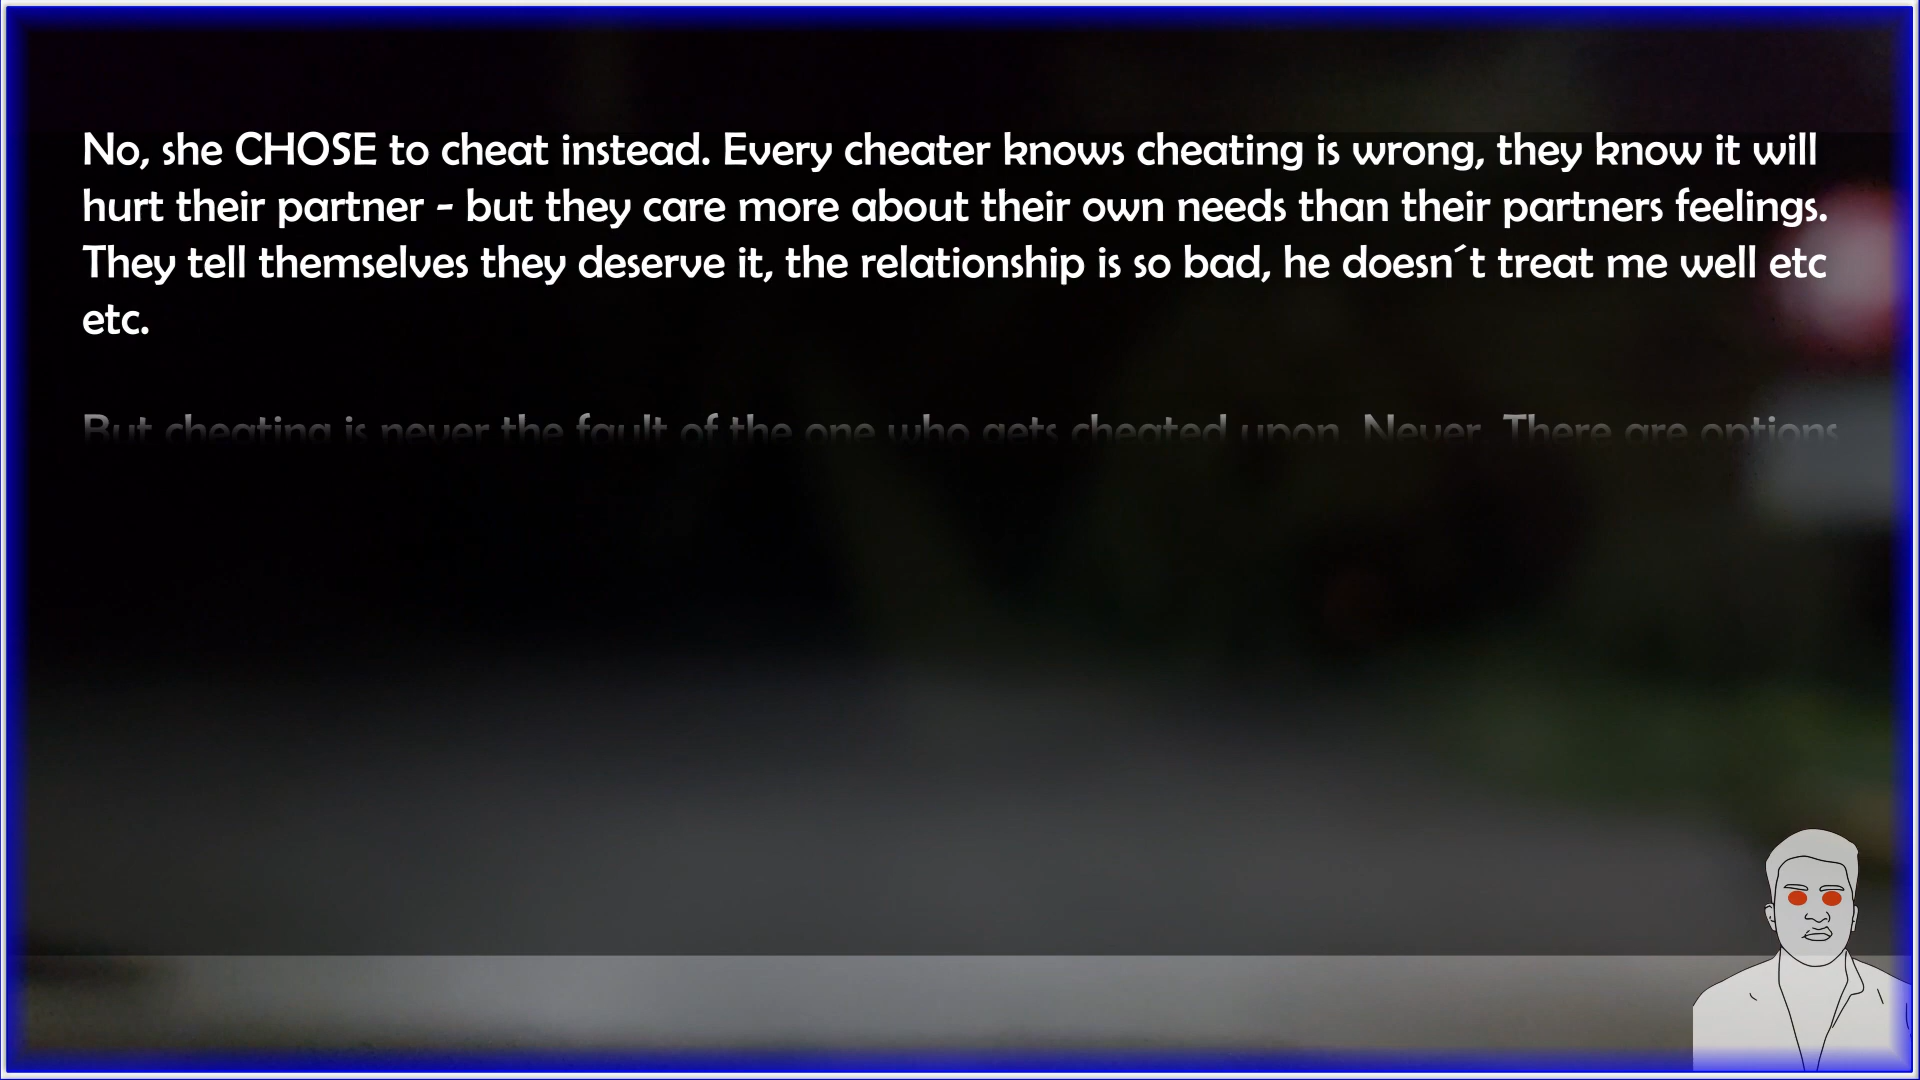 No, she CHOSE to cheat instead. Every cheater knows cheating is wrong, they know it will
hurt their partner - but they care more about their own needs than their partners feelings.
They tell themselves they deserve it, the relationship is so bad, he doesn´t treat me well etc
etc.
But cheating is never the fault of the one who gets cheated upon. Never. There are options